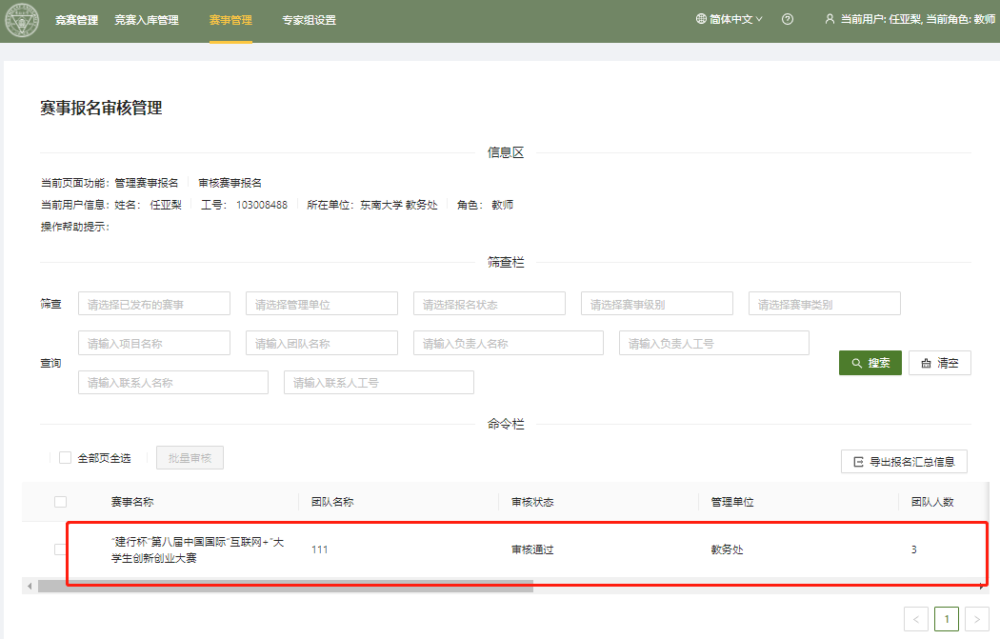 竞赛管理 竞赛入库管理 赛事管理 专家组设置 简体中文 当前用户: 任亚梨, 当前角色: 教师
赛事报名审核管理
信息区
当前页面功能: 管理赛事报名 审核赛事报名
当前用户信息: 姓名: 任亚梨 工号: 103008488 所在单位: 东南大学 教务处 角色: 教师
操作帮助提示:
筛查栏
筛查 请选择已发布的赛事 请选择管理单位 请选择报名状态 请选择赛事级别 请选择赛事类别
请输入项目名称 请输入团队名称 请输入负责人名称 请输入负责人工号
查询 搜索 清空
请输入联系人名称 请输入联系人工号
命令栏
全部页全选 批量审核 导出报名汇总信息
赛事名称 团队名称 审核状态 管理单位 团队人数
"建行杯"第八届中国国际"互联网+"大
学生创新创业大赛 111 审核通过 教务处 3
< 1 >